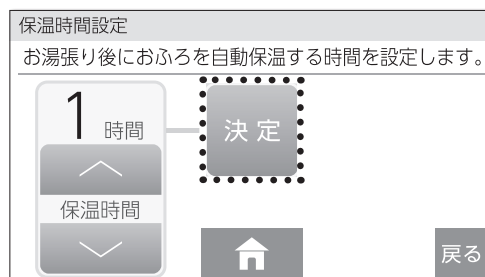 保温時間設定
お湯張り後におふろを自動保温する時間を設定します。
1 時間
決定
保温時間
戻る